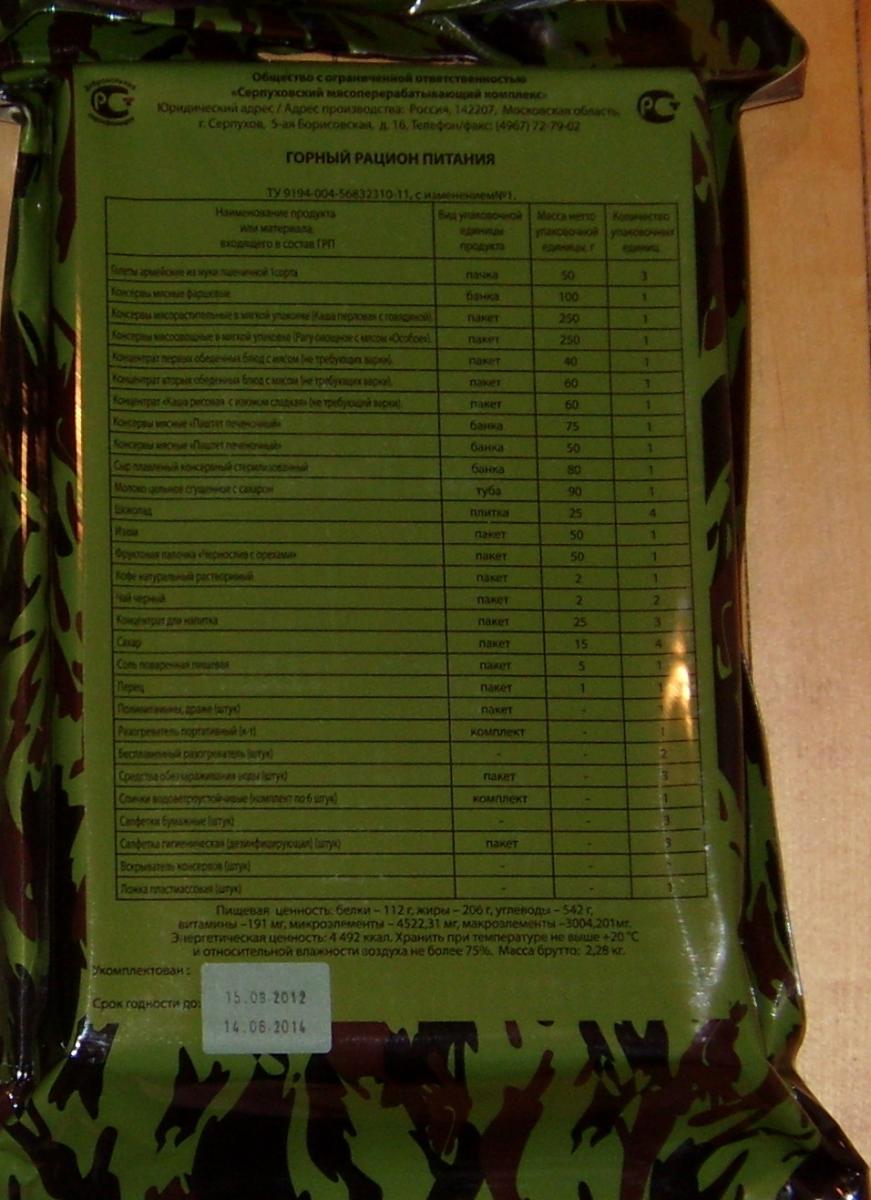 Добровольная
сертификация
Общество с ограниченной ответственностью
«Серпуховский мясоперерабатывающий комплекс»
Юридический адрес / Адрес производства: Россия, 142207, Московская область,
г. Серпухов, 5-ая Борисовская, д. 16, Телефон/факс: (4967) 72-79-02
ГОРНЫЙ РАЦИОН ПИТАНИЯ
ТУ 9194-004-56832310-11, с изменением№1.
Наименование продукта или материала, входящего в состав ГРП Вид упаковочной единицы продукта Масса нетто упаковочной единицы, г Количество упаковочных единиц
Галеты армейские из муки пшеничной 1сорта пачка 50 3
Консервы мясные фаршевые банка 100 1
Консервы мясорастительные в мягкой упаковке (Каша перловая с говядиной). пакет 250 1
Консервы мясоовощные в мягкой упаковке (Рагу овощное с мясом «Особое»). пакет 250 1
Концентрат первых обеденных блюд с мясом (не требующих варки). пакет 40 1
Концентрат вторых обеденных блюд с мясом (не требующих варки). пакет 60 1
Концентрат «Каша рисовая с изюмом сладкая» (не требующий варки). пакет 60 1
Консервы мясные «Паштет печеночный» банка 75 1
Консервы мясные «Паштет печеночный» банка 50 1
Сыр плавленый консервный стерилизованный банка 80 1
Молоко цельное сгущенное с сахаром туба 90 1
Шоколад плитка 25 4
Изюм пакет 50 1
Фруктовая палочка «Чернослив с орехами» пакет 50 1
Кофе натуральный растворимый пакет 2 1
Чай черный пакет 2 2
Концентрат для напитка пакет 25 3
Сахар пакет 15 4
Соль поваренная пищевая пакет 5 1
Перец пакет 1 1
Поливитамины, драже (штук) пакет -
Разогреватель портативный (к-т) комплект - 1
Беспламенный разогреватель (штук) - - 2
Средства обеззараживания воды (штук) пакет - 3
Спички водоветроустойчивые (комплект по 6 штук) комплект - 1
Салфетки бумажные (штук) - - 3
Салфетка гигиеническая (дезинфицирующая) (штук) пакет - 3
Вскрыватель консервов (штук) - -
Ложка пластмассовая (штук) - - 1
Пищевая ценность: белки – 112 г, жиры – 206 г, углеводы – 542 г,
витамины –191 мг, микроэлементы – 4522,31 мг, макроэлементы –3004,201мг.
Энергетическая ценность: 4 492 ккал. Хранить при температуре не выше +20 °С
и относительной влажности воздуха не более 75%. Масса брутто: 2,28 кг.
Укомплектован :
15.08.2012
Срок годности до:
14.06.2014